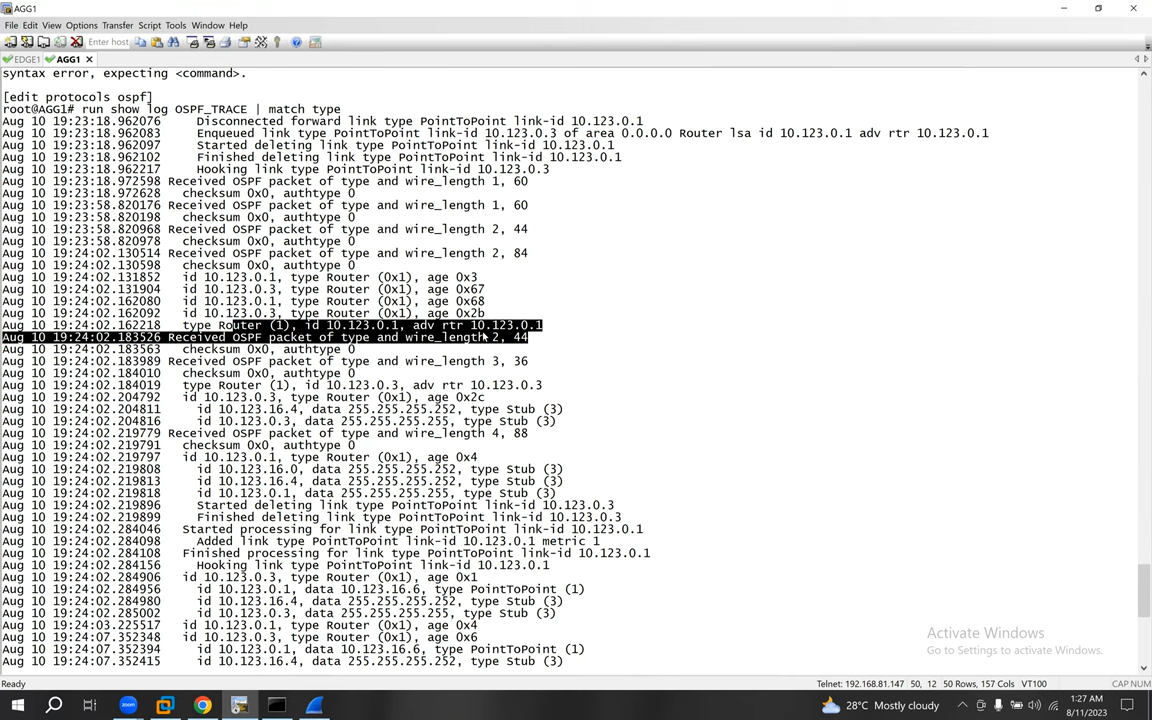 AGG1
File Edit View Options Transfer Script Tools Window Help
Enter host
EDGE1 AGG1
syntax error, expecting <command>.
[edit protocols ospf]
root@AGG1# run show log OSPF_TRACE | match type
Aug 10 19:23:18.962076 Disconnected forward link type PointToPoint link-id 10.123.0.1
Aug 10 19:23:18.962083 Enqueued link type PointToPoint link-id 10.123.0.3 of area 0.0.0.0 Router lsa id 10.123.0.1 adv rtr 10.123.0.1
Aug 10 19:23:18.962097 Started deleting link type PointToPoint link-id 10.123.0.1
Aug 10 19:23:18.962102 Finished deleting link type PointToPoint link-id 10.123.0.1
Aug 10 19:23:18.962217 Hooking link type PointToPoint link-id 10.123.0.3
Aug 10 19:23:18.972598 Received OSPF packet of type and wire_length 1, 60
Aug 10 19:23:18.972628 checksum 0x0, authtype 0
Aug 10 19:23:58.820176 Received OSPF packet of type and wire_length 1, 60
Aug 10 19:23:58.820198 checksum 0x0, authtype 0
Aug 10 19:23:58.820968 Received OSPF packet of type and wire_length 2, 44
Aug 10 19:23:58.820978 checksum 0x0, authtype 0
Aug 10 19:24:02.130514 Received OSPF packet of type and wire_length 2, 84
Aug 10 19:24:02.130598 checksum 0x0, authtype 0
Aug 10 19:24:02.131852 id 10.123.0.1, type Router (0x1), age 0x3
Aug 10 19:24:02.131904 id 10.123.0.3, type Router (0x1), age 0x67
Aug 10 19:24:02.162080 id 10.123.0.1, type Router (0x1), age 0x68
Aug 10 19:24:02.162092 id 10.123.0.3, type Router (0x1), age 0x2b
Aug 10 19:24:02.162218 type Router (1), id 10.123.0.1, adv rtr 10.123.0.1
Aug 10 19:24:02.183526 Received OSPF packet of type and wire_length 2, 44
Aug 10 19:24:02.183563 checksum 0x0, authtype 0
Aug 10 19:24:02.183989 Received OSPF packet of type and wire_length 3, 36
Aug 10 19:24:02.184010 checksum 0x0, authtype 0
Aug 10 19:24:02.184019 type Router (1), id 10.123.0.3, adv rtr 10.123.0.3
Aug 10 19:24:02.204792 id 10.123.0.3, type Router (0x1), age 0x2c
Aug 10 19:24:02.204811 id 10.123.16.4, data 255.255.255.252, type Stub (3)
Aug 10 19:24:02.204816 id 10.123.0.3, data 255.255.255.255, type Stub (3)
Aug 10 19:24:02.219779 Received OSPF packet of type and wire_length 4, 88
Aug 10 19:24:02.219791 checksum 0x0, authtype 0
Aug 10 19:24:02.219797 id 10.123.0.1, type Router (0x1), age 0x4
Aug 10 19:24:02.219808 id 10.123.16.0, data 255.255.255.252, type Stub (3)
Aug 10 19:24:02.219813 id 10.123.16.4, data 255.255.255.252, type Stub (3)
Aug 10 19:24:02.219818 id 10.123.0.1, data 255.255.255.255, type Stub (3)
Aug 10 19:24:02.219896 Started deleting link type PointToPoint link-id 10.123.0.3
Aug 10 19:24:02.219899 Finished deleting link type PointToPoint link-id 10.123.0.3
Aug 10 19:24:02.284046 Started processing for link type PointToPoint link-id 10.123.0.1
Aug 10 19:24:02.284098 Added link type PointToPoint link-id 10.123.0.1 metric 1
Aug 10 19:24:02.284108 Finished processing for link type PointToPoint link-id 10.123.0.1
Aug 10 19:24:02.284156 Hooking link type PointToPoint link-id 10.123.0.1
Aug 10 19:24:02.284906 id 10.123.0.3, type Router (0x1), age 0x1
Aug 10 19:24:02.284956 id 10.123.0.1, data 10.123.16.6, type PointToPoint (1)
Aug 10 19:24:02.284980 id 10.123.16.4, data 255.255.255.252, type Stub (3)
Aug 10 19:24:02.285002 id 10.123.0.3, data 255.255.255.255, type Stub (3)
Aug 10 19:24:03.225517 id 10.123.0.1, type Router (0x1), age 0x4
Aug 10 19:24:07.352348 id 10.123.0.3, type Router (0x1), age 0x6
Aug 10 19:24:07.352394 id 10.123.0.1, data 10.123.16.6, type PointToPoint (1)
Aug 10 19:24:07.352415 id 10.123.16.4, data 255.255.255.252, type Stub (3)
Activate Windows
Go to Settings to activate Windows.
Ready Telnet: 192.168.81.147 50, 12 50 Rows, 157 Cols VT100 CAP NUM
zoom
28°C Mostly cloudy
1:27 AM
8/11/2023